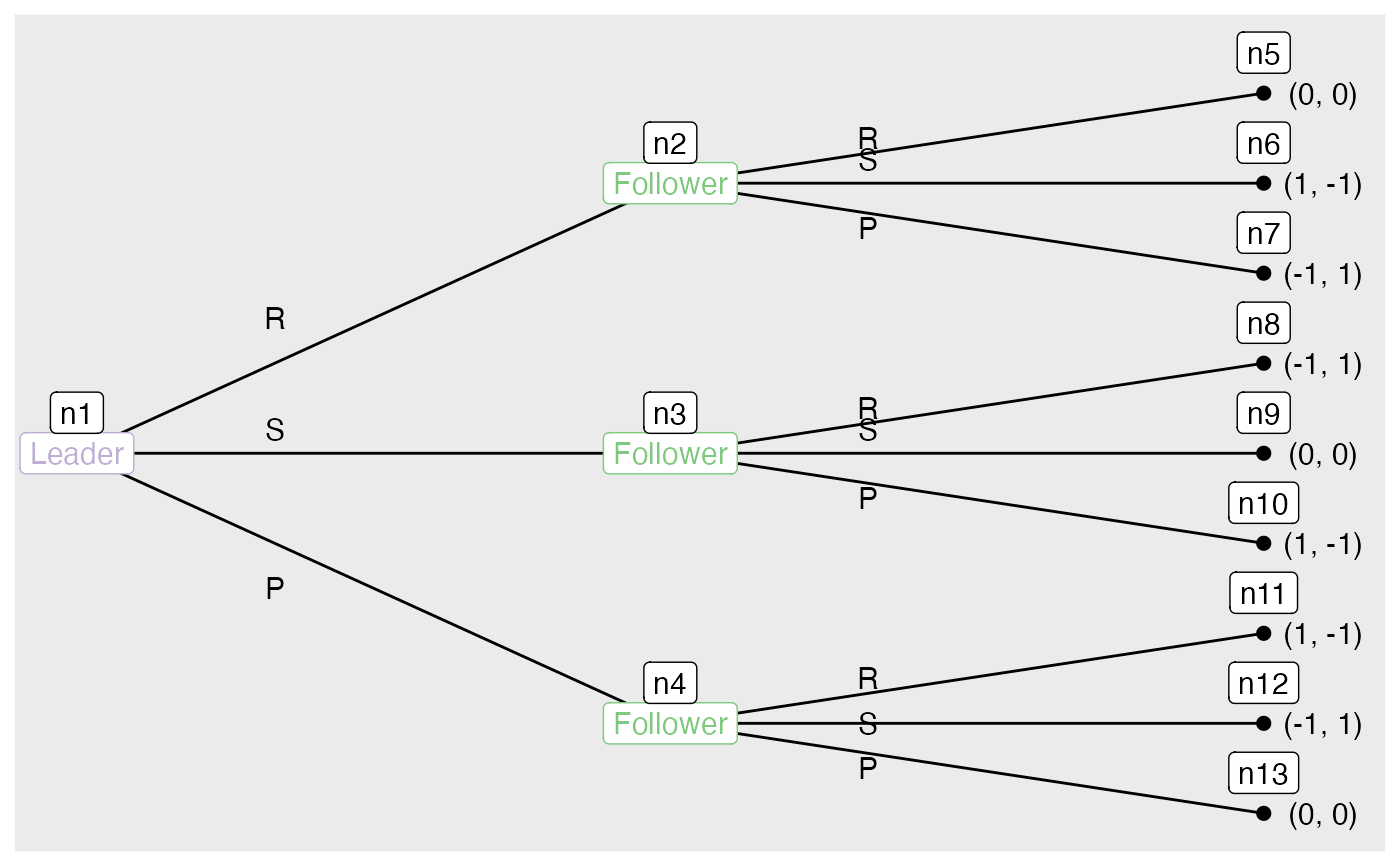 n5
(0, 0)
n2
R
n6
S
Follower
(1, -1)
n7
P
(-1, 1)
R
n8
(-1, 1)
n1
n3
R
n9
S
S
Leader
Follower
(0, 0)
P
n10
(1, -1)
P
n11
(1, -1)
n4
R
n12
Follower
S
(-1, 1)
P
n13
(0, 0)